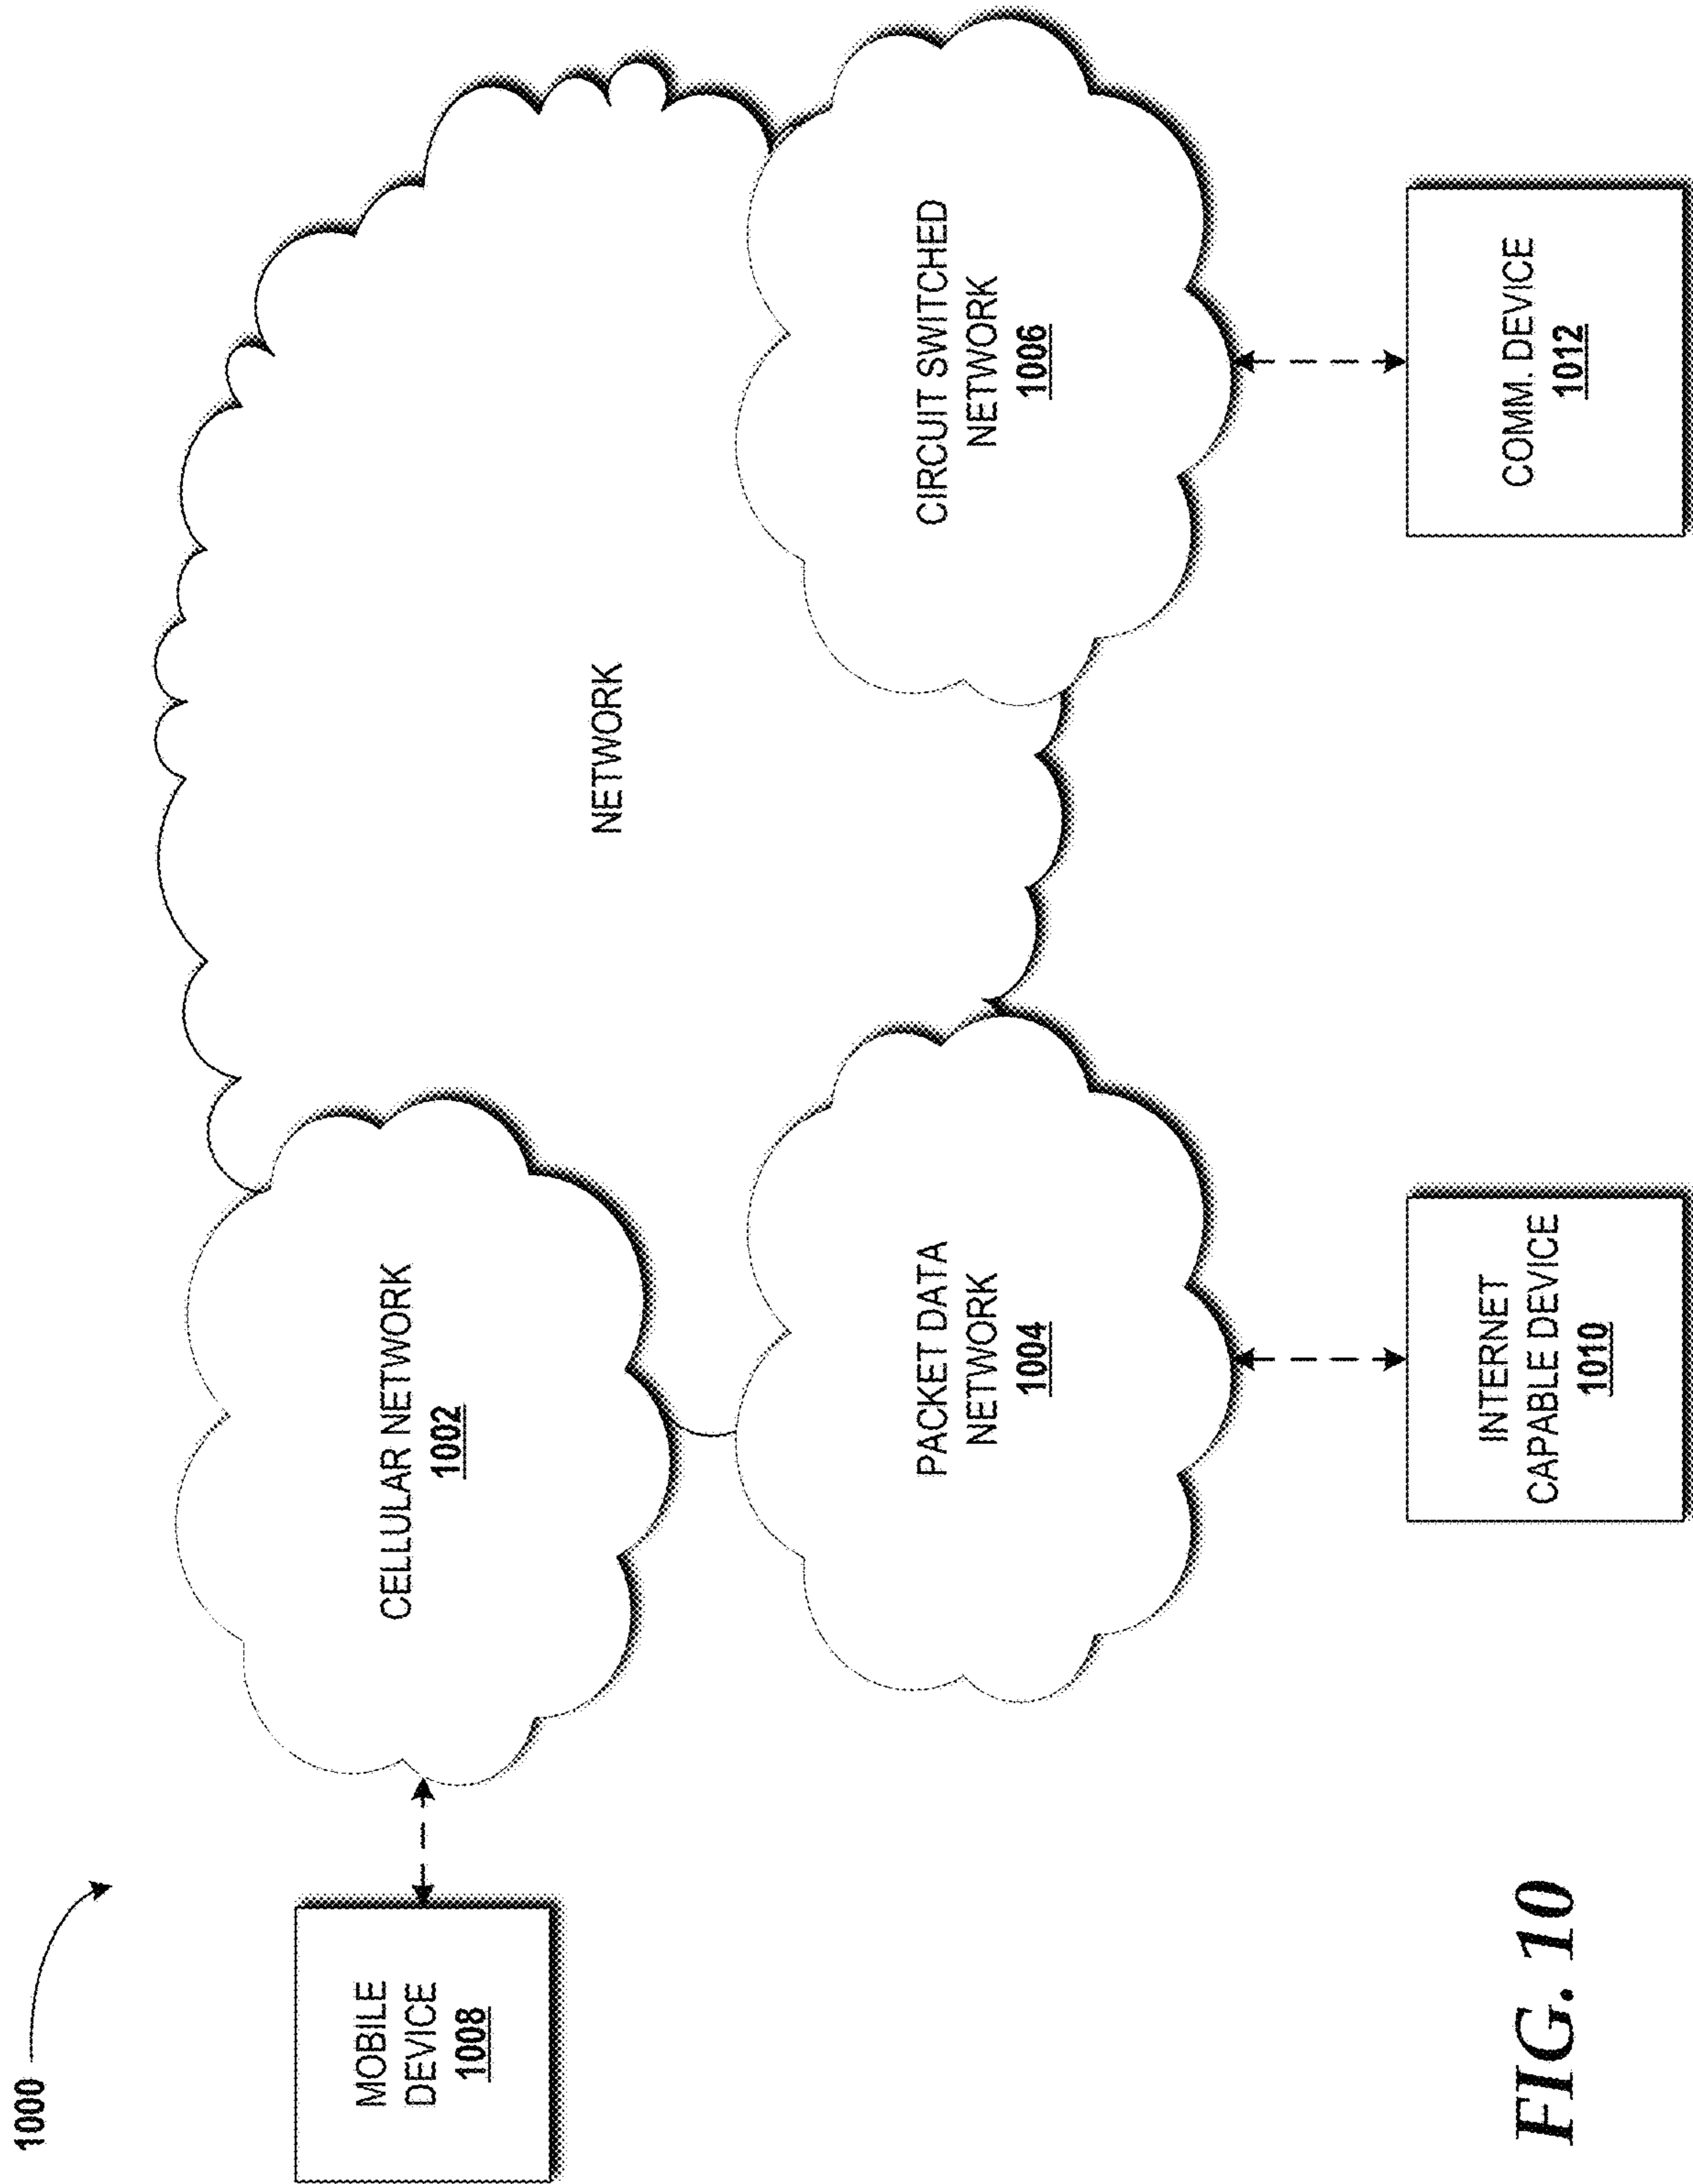 1000
MOBILE
DEVICE
1008
CELLULAR NETWORK
1002
NETWORK
PACKET DATA
NETWORK
1004
CIRCUIT SWITCHED
NETWORK
1006
INTERNET
CAPABLE DEVICE
1010
COMM. DEVICE
1012
FIG. 10